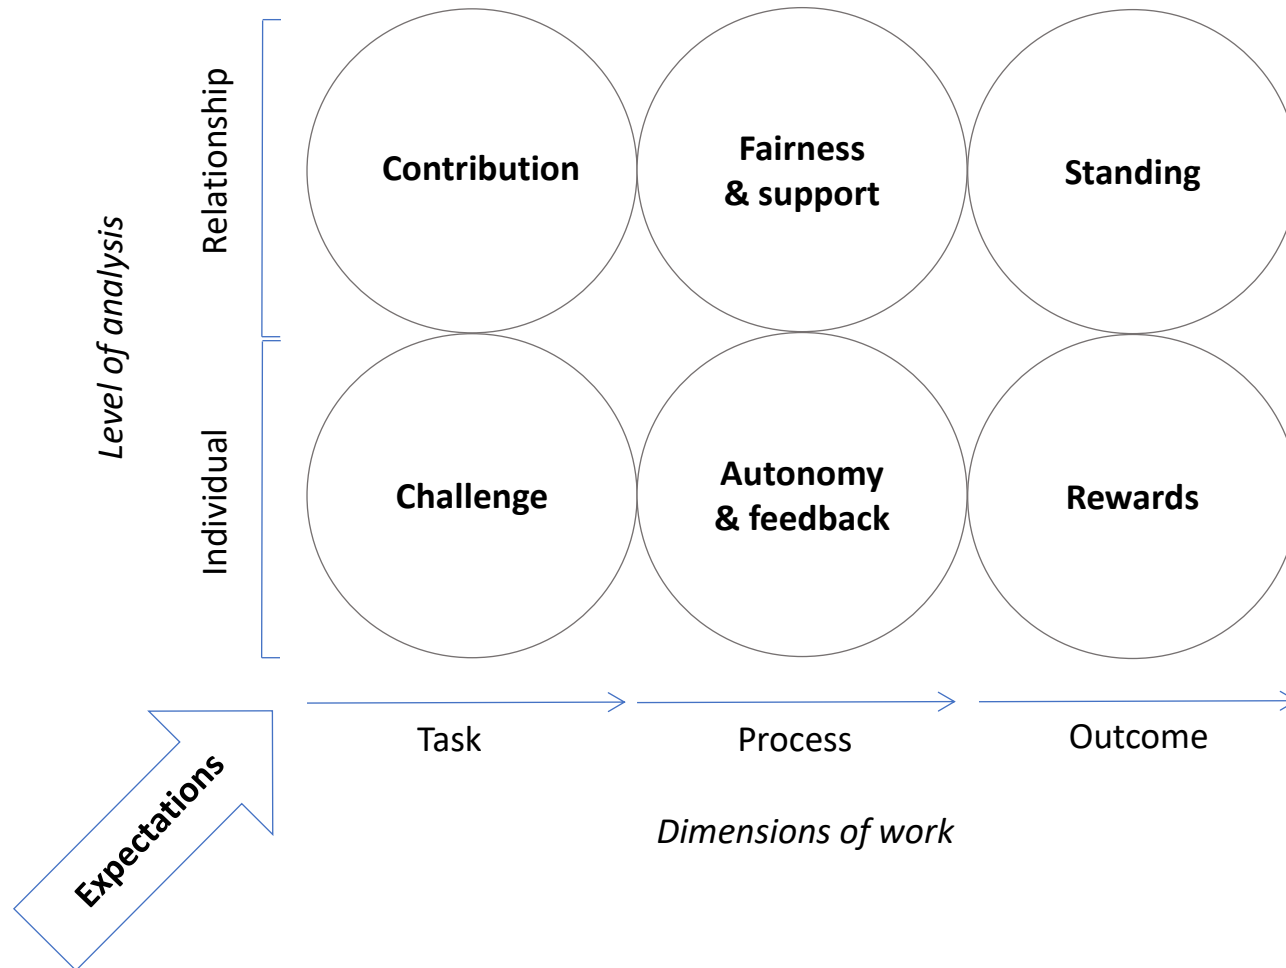 Relationship
Contribution
Fairness
& support
Standing
Level of analysis
Individual
Challenge
Autonomy
& feedback
Rewards
Task
Process
Outcome
Expectations
Dimensions of work